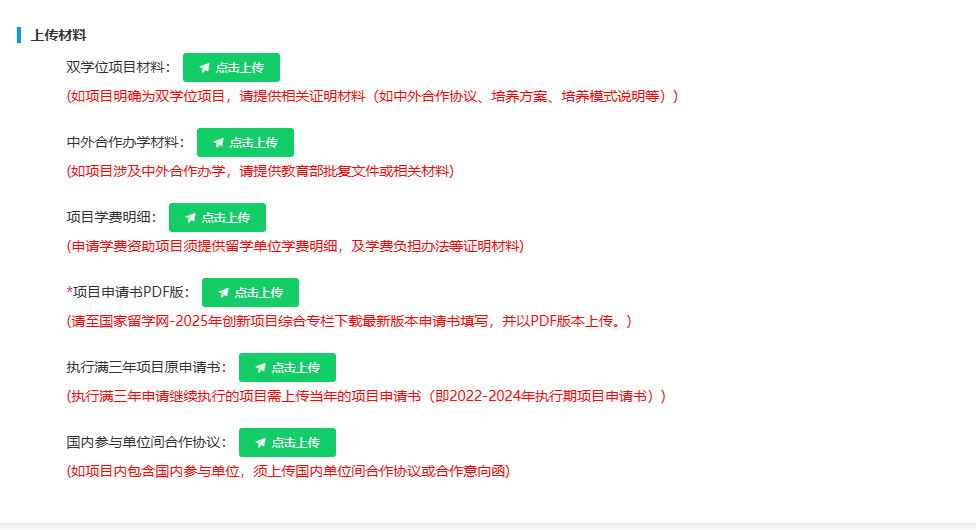 上传材料
双学位项目材料： 点击上传
(如项目明确为双学位项目，请提供相关证明材料（如中外合作协议、培养方案、培养模式说明等）)
中外合作办学材料： 点击上传
(如项目涉及中外合作办学，请提供教育部批复文件或相关材料)
项目学费明细： 点击上传
(申请学费资助项目须提供留学单位学费明细，及学费负担办法等证明材料)
*项目申请书PDF版： 点击上传
(请至国家留学网-2025年创新项目综合专栏下载最新版本申请书填写，并以PDF版本上传。)
执行满三年项目原申请书： 点击上传
(执行满三年申请继续执行的项目需上传当年的项目申请书（即2022-2024年执行期项目申请书）)
国内参与单位间合作协议： 点击上传
(如项目内包含国内参与单位，须上传国内单位间合作协议或合作意向函)